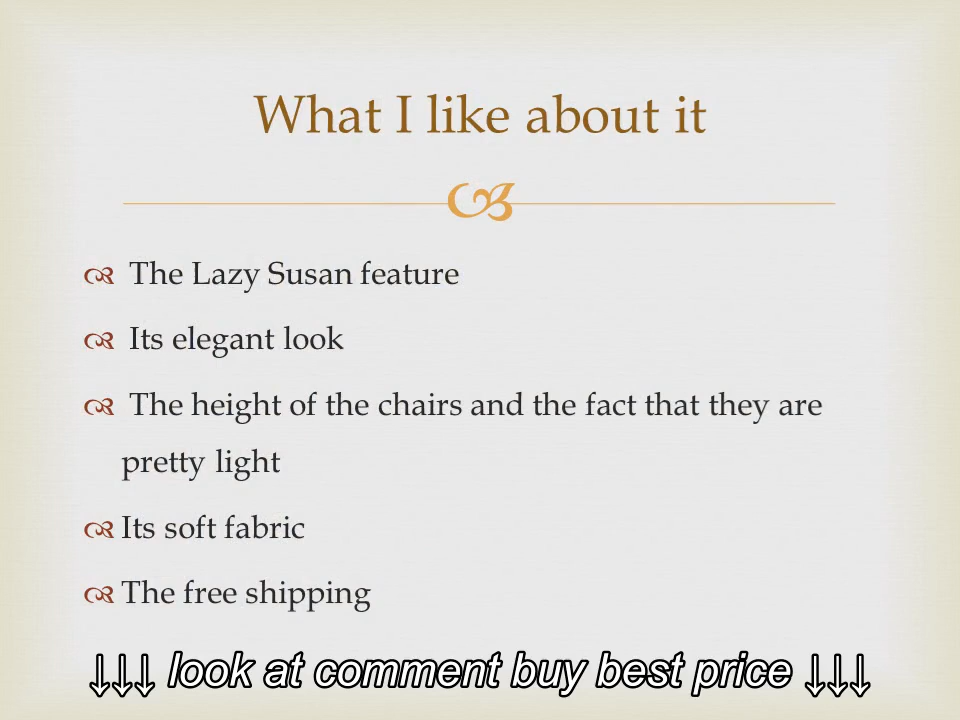 What I like about it
The Lazy Susan feature
Its elegant look
The height of the chairs and the fact that they are
pretty light
Its soft fabric
The free shipping
↓↓↓ look at comment buy best price ↓↓↓